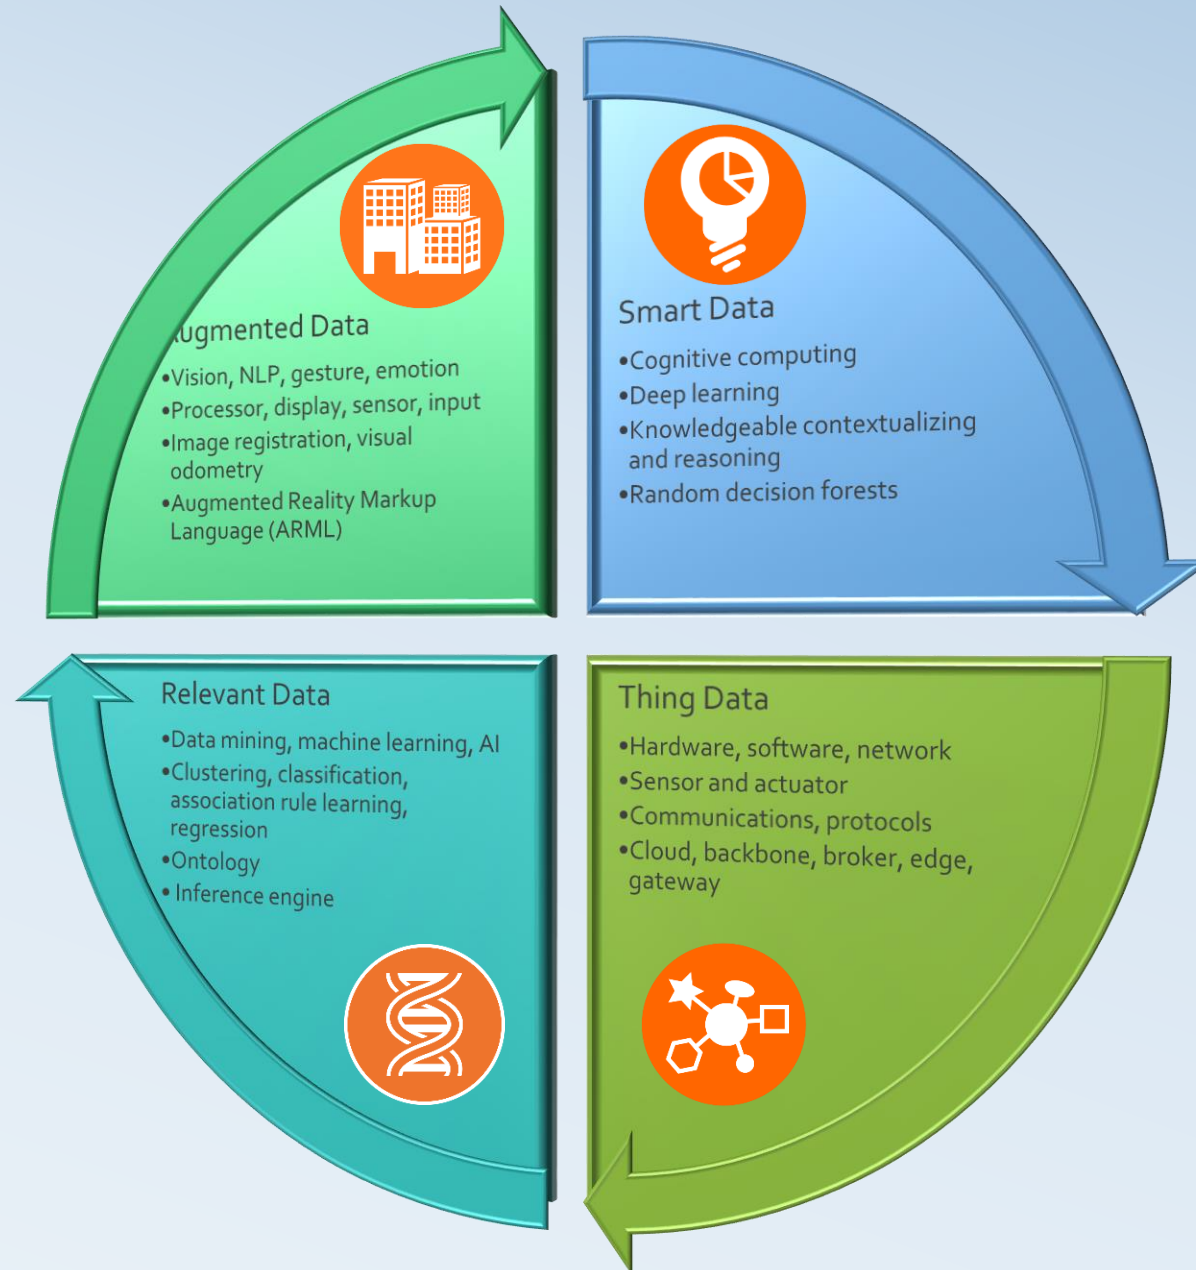 Augmented Data
•Vision, NLP, gesture, emotion
•Processor, display, sensor, input
•Image registration, visual
odometry
•Augmented Reality Markup
Language (ARML)
Smart Data
•Cognitive computing
•Deep learning
•Knowledgeable contextualizing
and reasoning
•Random decision forests
Relevant Data
•Data mining, machine learning, AI
•Clustering, classification,
association rule learning,
regression
•Ontology
• Inference engine
Thing Data
•Hardware, software, network
•Sensor and actuator
•Communications, protocols
•Cloud, backbone, broker, edge,
gateway